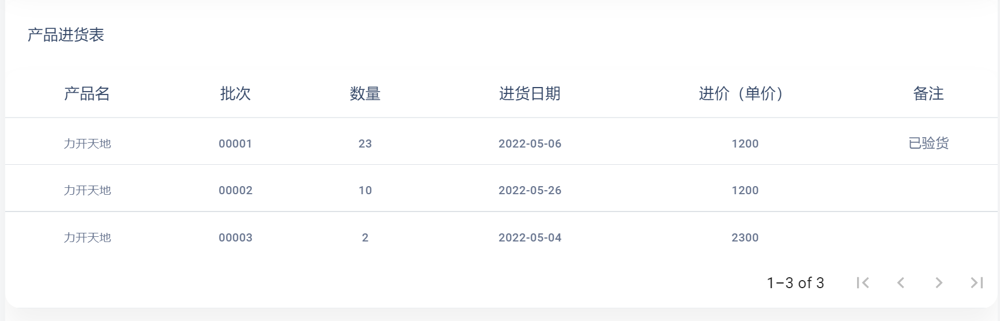 产品进货表
产品名 批次 数量 进货日期 进价（单价） 备注
力开天地 00001 23 2022-05-06 1200 已验货
力开天地 00002 10 2022-05-26 1200
力开天地 00003 2 2022-05-04 2300
1–3 of 3